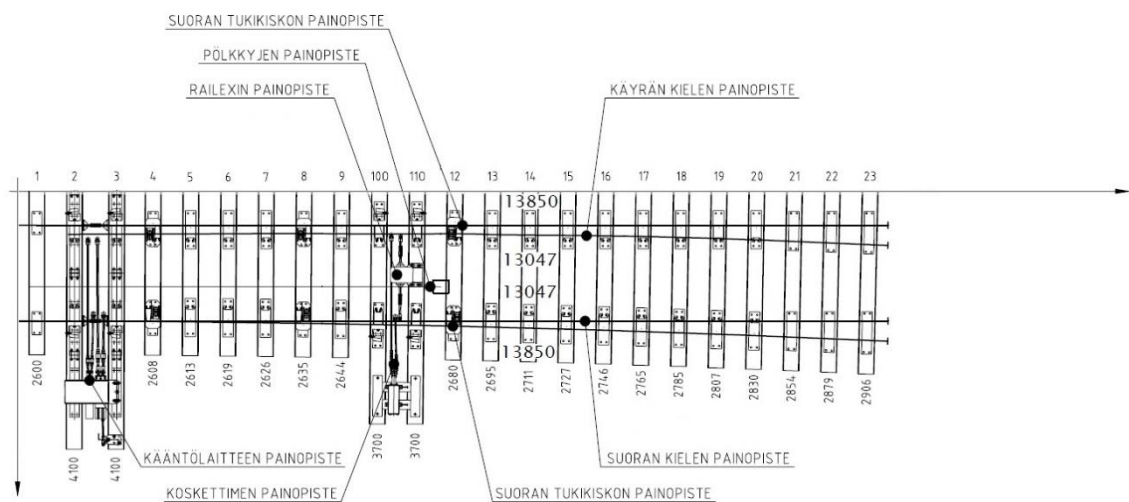 SUORAN TUKIKISKON PAINOPISTE
PÖLKKYJEN PAINOPISTE
RAILEXIN PAINOPISTE
KÄYRÄN KIELEN PAINOPISTE
1 2 3 4 5 6 7 8 9 100 110 12 13 14 15 16 17 18 19 20 21 22 23
13850
13047
13047
13850
2600 4100 4100 2608 2613 2619 2626 2635 2644 3700 3700 2680 2695 2711 2727 2746 2765 2785 2807 2830 2854 2879 2906
KÄÄNTÖLAITTEEN PAINOPISTE
SUORAN KIELEN PAINOPISTE
KOSKETTIMEN PAINOPISTE
SUORAN TUKIKISKON PAINOPISTE